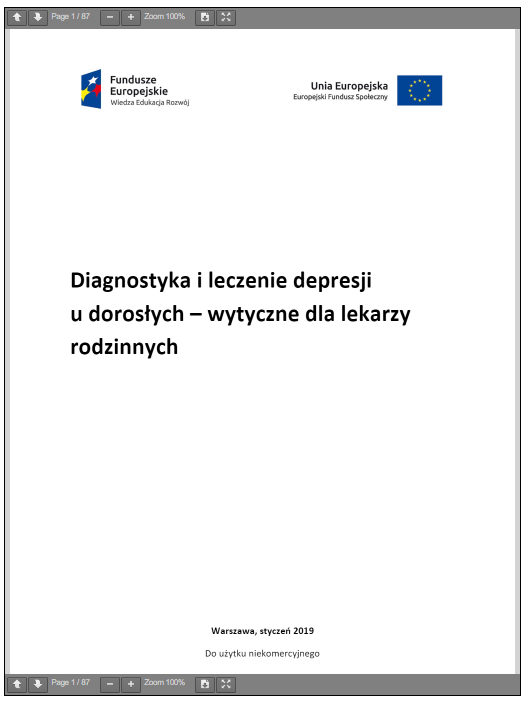 Page 1 / 87 Zoom 100%
Fundusze
Europejskie
Wiedza Edukacja Rozwój
Unia Europejska
Europejski Fundusz Społeczny
Diagnostyka i leczenie depresji
u dorosłych – wytyczne dla lekarzy
rodzinnych
Warszawa, styczeń 2019
Do użytku niekomercyjnego
Page 1 / 87 Zoom 100%